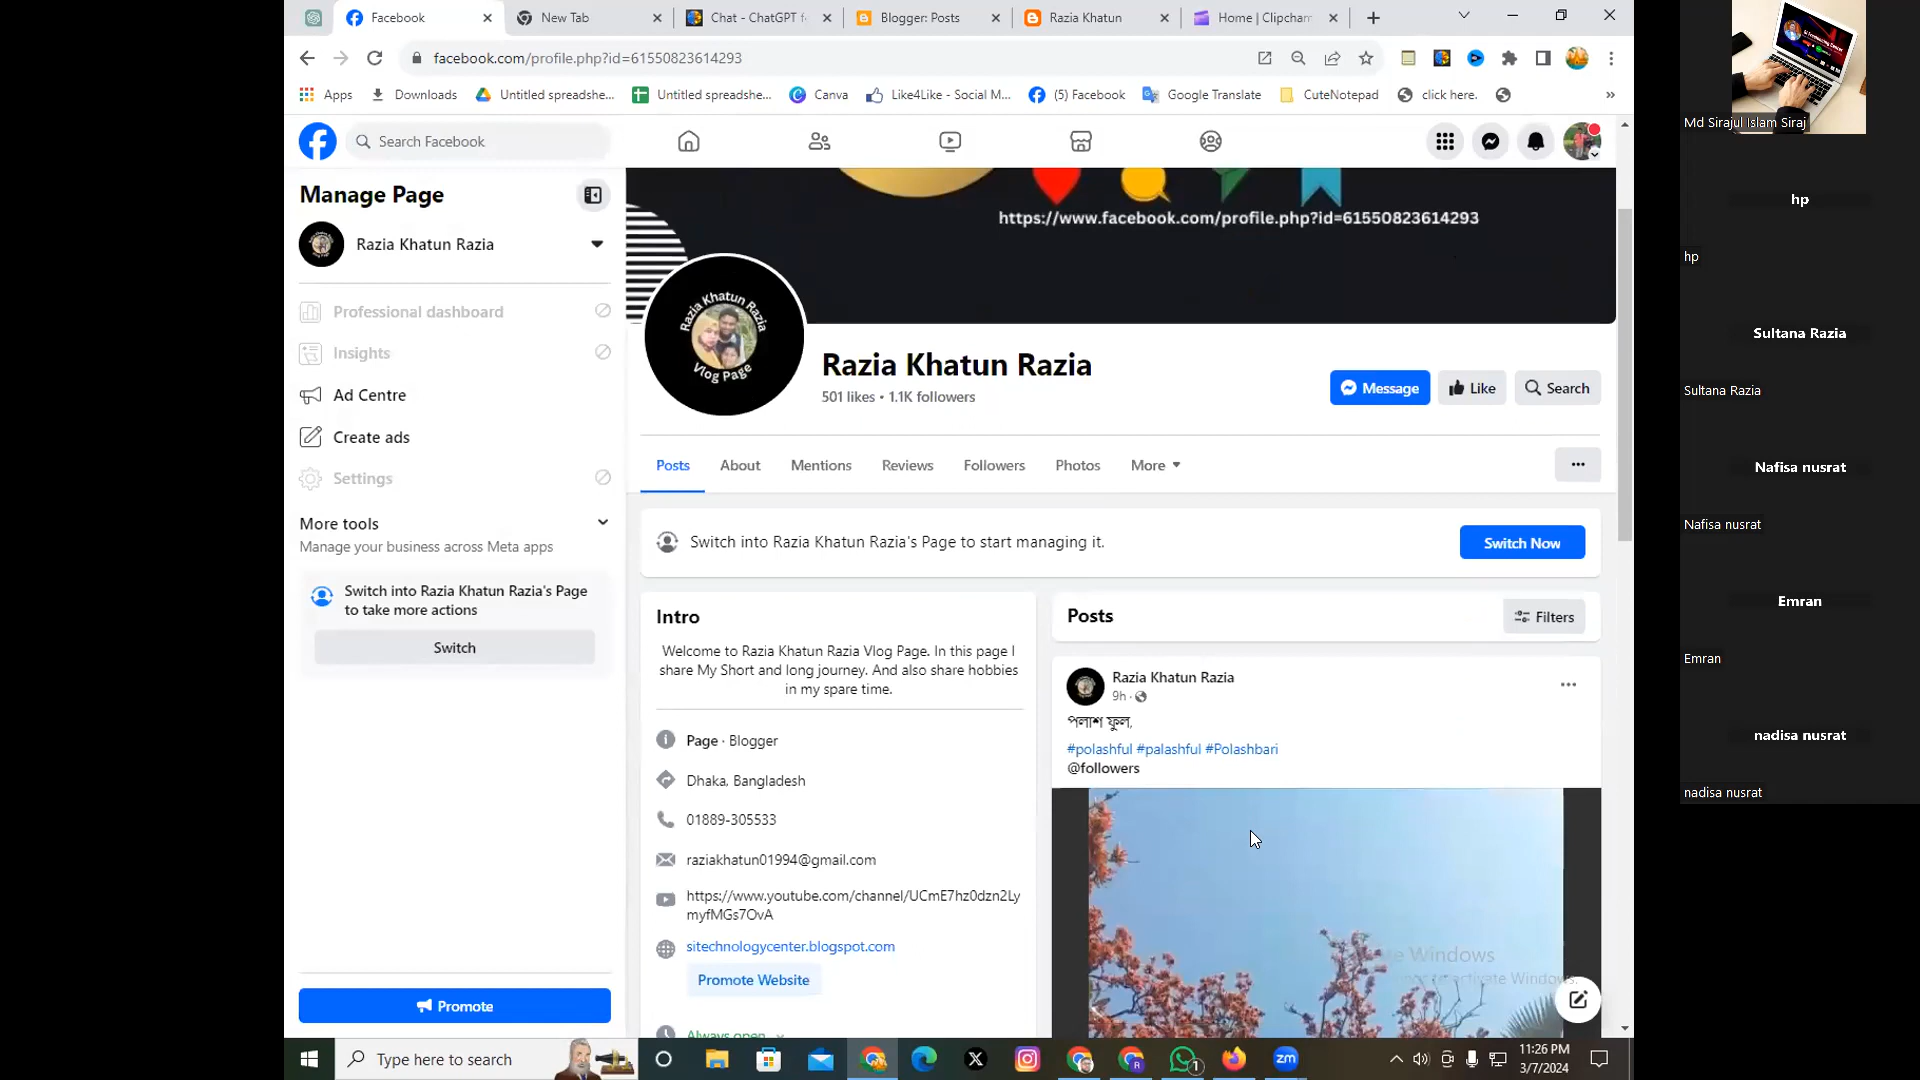 Facebook
New Tab
Chat - ChatGPT f
Blogger: Posts
Razia Khatun
Home | Clipcham
facebook.com/profile.php?id=61550823614293
Apps
Downloads
Untitled spreadshe...
Untitled spreadshe...
Canva
Like4Like - Social M...
(5) Facebook
Google Translate
CuteNotepad
click here.
Search Facebook
Manage Page
Razia Khatun Razia
Professional dashboard
Insights
Ad Centre
Create ads
Settings
More tools
Manage your business across Meta apps
Switch into Razia Khatun Razia's Page
to take more actions
Switch
Promote
https://www.facebook.com/profile.php?id=61550823614293
Razia Khatun Razia
Vlog Page
Razia Khatun Razia
501 likes • 1.1K followers
Message
Like
Search
Posts
About
Mentions
Reviews
Followers
Photos
More
Switch into Razia Khatun Razia's Page to start managing it.
Switch Now
Intro
Welcome to Razia Khatun Razia Vlog Page. In this page I
share My Short and long journey. And also share hobbies
in my spare time.
Page · Blogger
Dhaka, Bangladesh
01889-305533
raziakhatun01994@gmail.com
https://www.youtube.com/channel/UCmE7hz0dzn2Ly
myfMGs7OvA
sitechnologycenter.blogspot.com
Promote Website
Always open
Posts
Filters
Razia Khatun Razia
9h ·
পলাশ ফুল,
#polashful #palashful #Polashbari
@followers
Windows
to activate Windows.
Type here to search
zm
1
11:26 PM
3/7/2024
Md Sirajul Islam Siraj
hp
hp
Sultana Razia
Sultana Razia
Nafisa nusrat
Nafisa nusrat
Emran
Emran
nadisa nusrat
nadisa nusrat